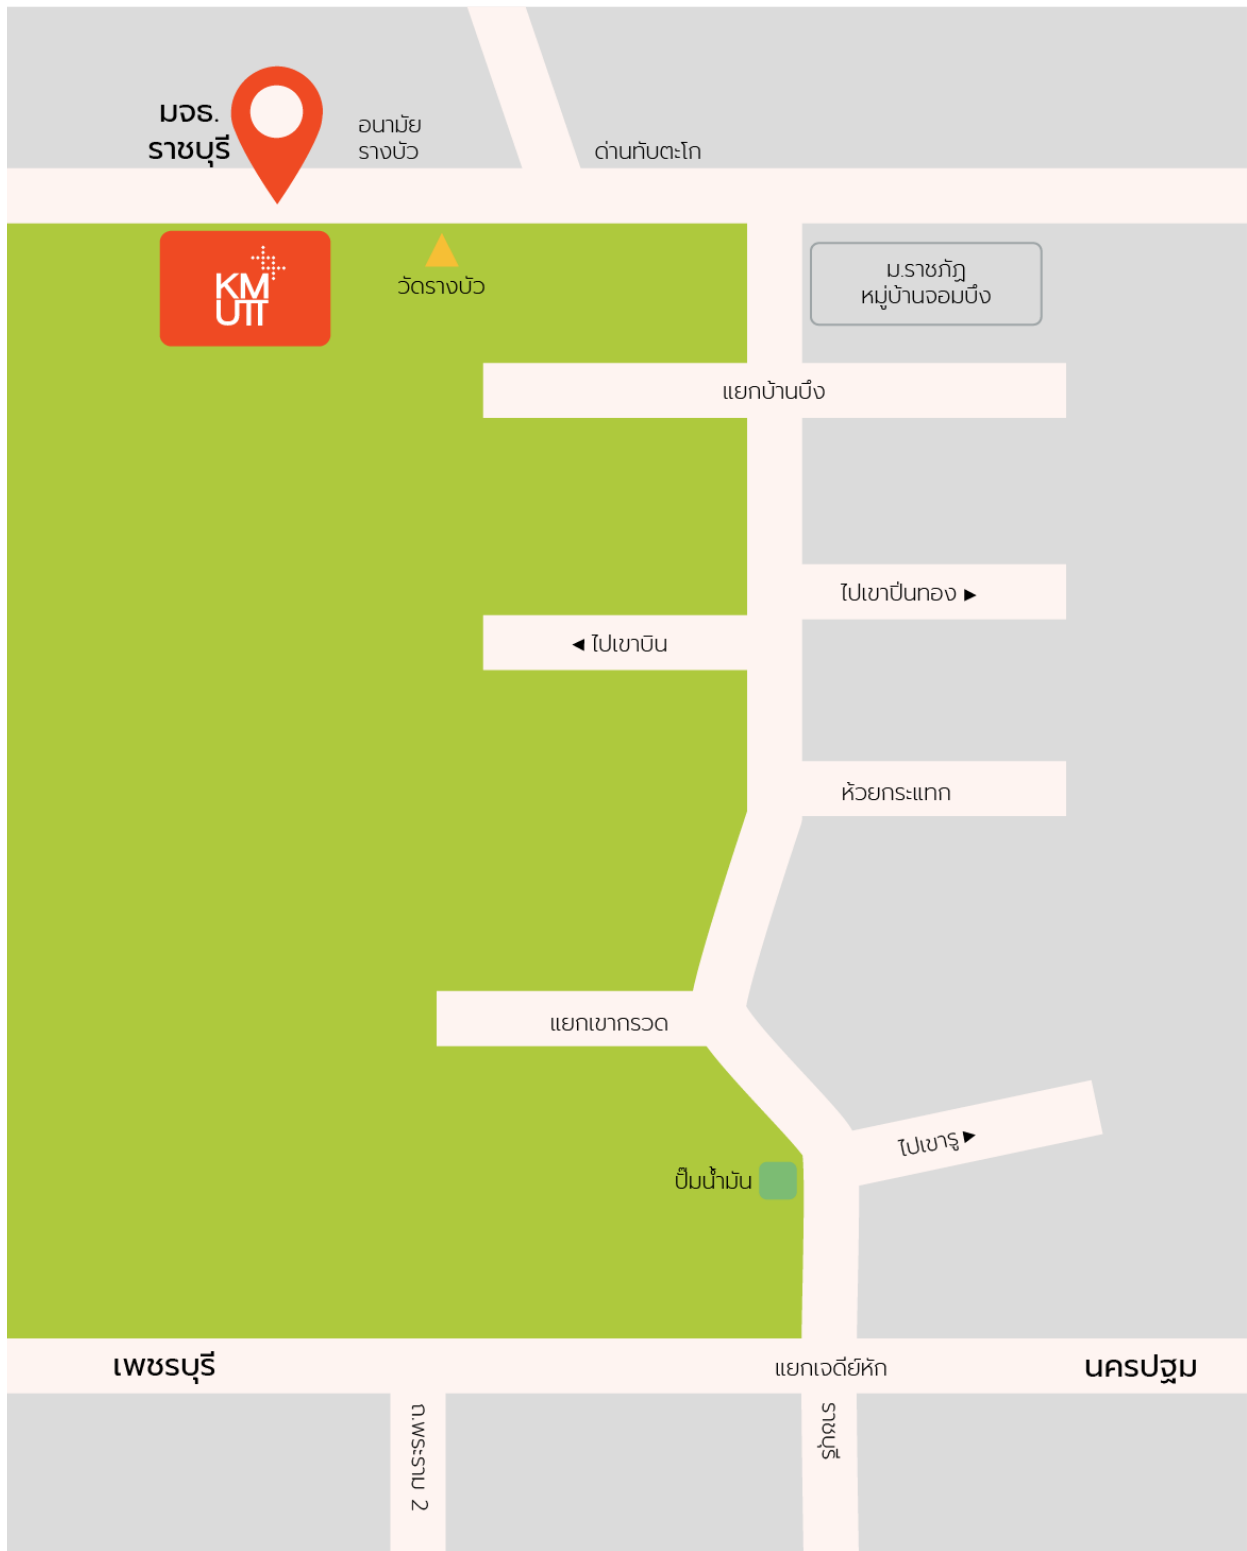 มจธ.
ราชบุรี
อนามัย
รางบัว
ด่านทับตะโก
KM
UTT
วัดรางบัว
ม.ราชภัฏ
หมู่บ้านจอมบึง
แยกบ้านบึง
ไปเขาปิ่นทอง ▶
◀ ไปเขาบิน
ห้วยกระแทก
แยกเขากรวด
ไปเขารู ▶
ปั๊มน้ำมัน
เพชรบุรี
แยกเจดีย์หัก
นครปฐม
ถ.พระราม 2
ราชบุรี